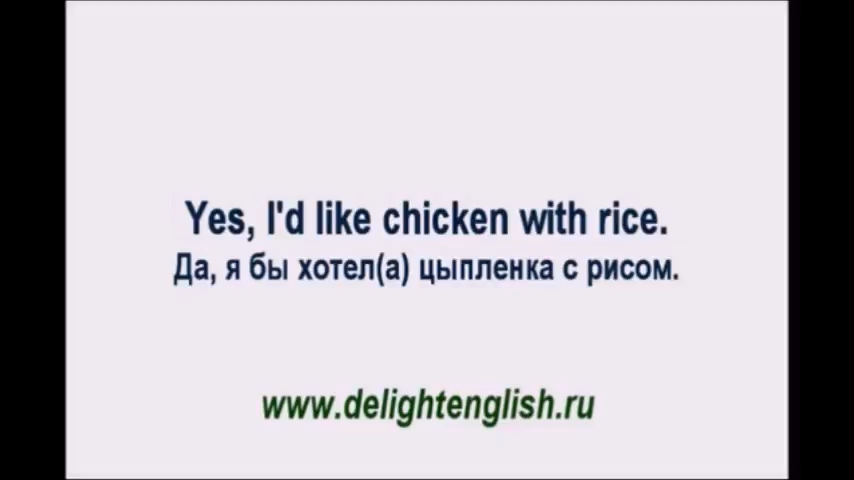 Yes, I'd like chicken with rice.
Да, я бы хотел(а) цыпленка с рисом.
www.delightenglish.ru